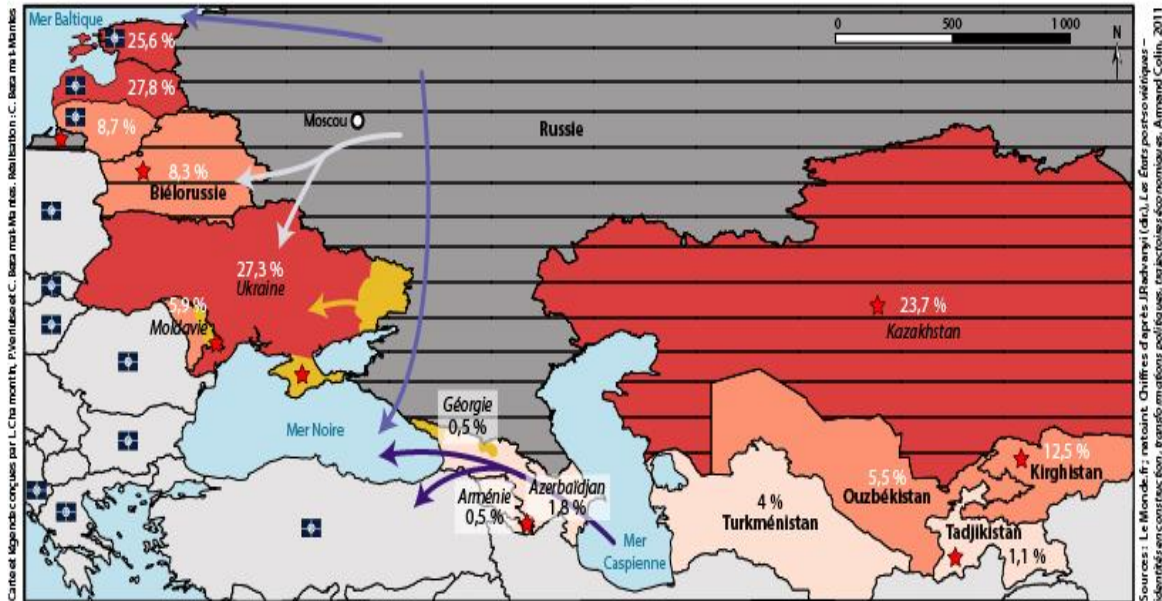 Mer Baltique
25,6 %
27,8 %
8,7 %
8,3 %
Biélorussie
Moscou
Russie
0 500 1 000
N
27,3 %
Ukraine
5,9 %
Moldavie
23,7 %
Kazakhstan
Mer Noire
Géorgie
0,5 %
Arménie
0,5 %
Azerbaïdjan
1,8 %
Mer
Caspienne
4 %
Turkménistan
5,5 %
Ouzbékistan
12,5 %
Kirghistan
Tadjikistan
1,1 %
Carte et légende conçues par L. Chamontin, P. Verluise et C. Bezamat-Mantes. Réalisation : C. Bezamat-Mantes
Sources : Le Monde.fr ; nato.int Chiffres d'après J.Radvanyi (dir.), Les États post-soviétiques –
identités en construction, transformations politiques, trajectoires économiques, Armand Colin, 2011